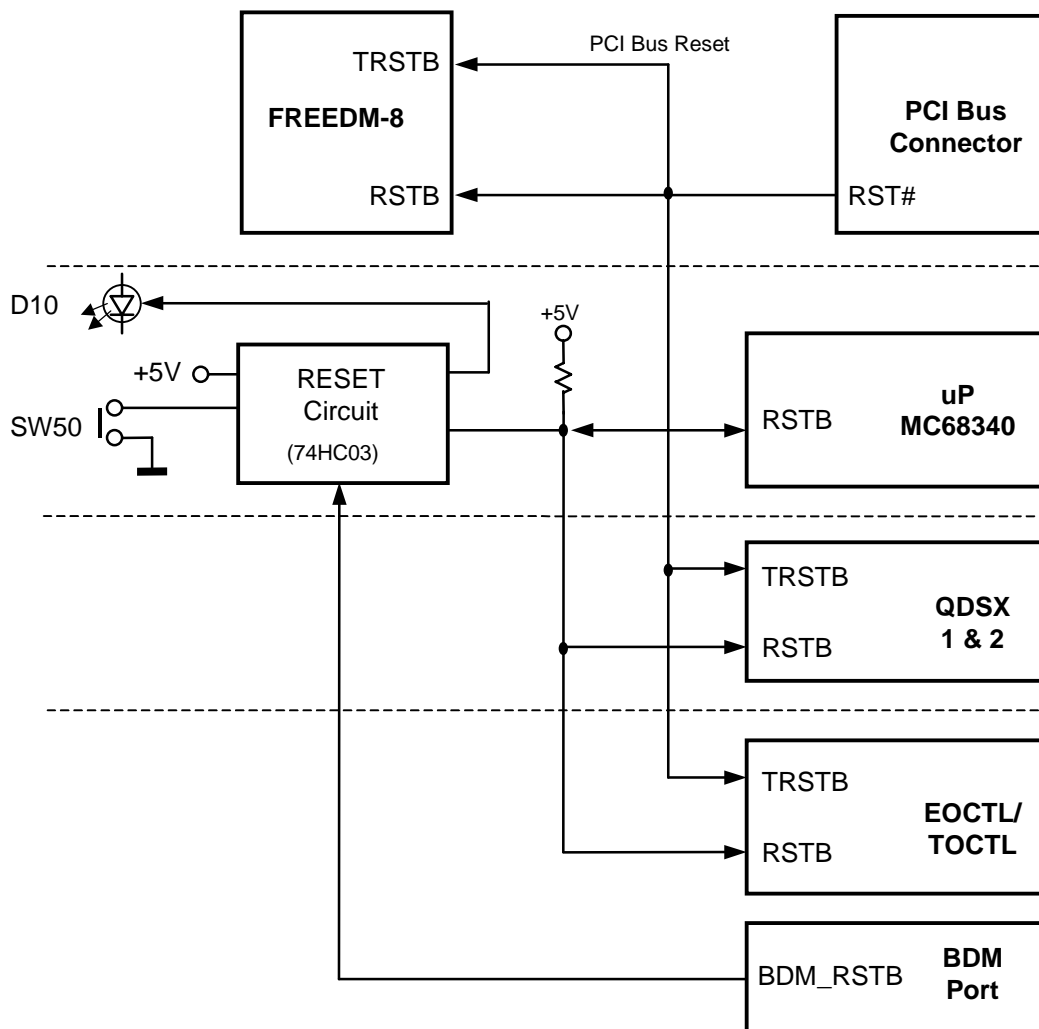 PCI Bus Reset
TRSTB
FREEDM-8
RSTB
PCI Bus
Connector
RST#
D10
+5V
SW50
RESET
Circuit
(74HC03)
+5V
RSTB
uP
MC68340
TRSTB
QDSX
1 & 2
RSTB
TRSTB
EOCTL/
TOCTL
RSTB
BDM_RSTB
BDM
Port